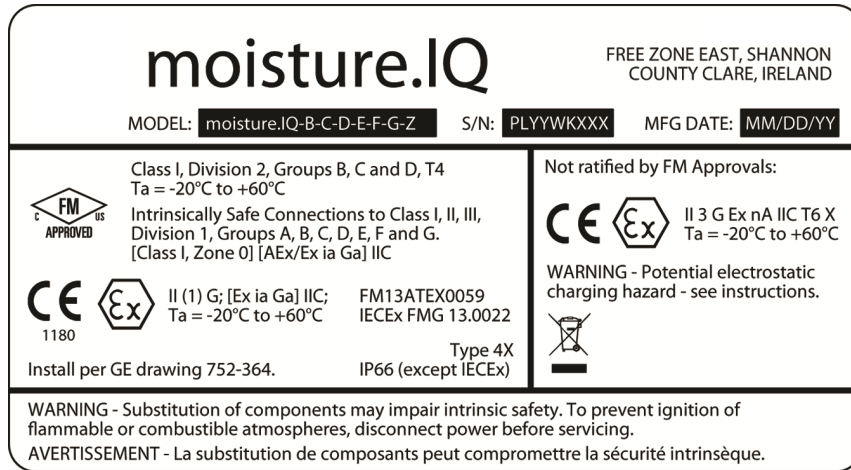 moisture.IQ
FREE ZONE EAST, SHANNON
COUNTY CLARE, IRELAND
MODEL: moisture.IQ-B-C-D-E-F-G-Z S/N: PLYYWKXXX MFG DATE: MM/DD/YY
Class I, Division 2, Groups B, C and D, T4
Ta = -20°C to +60°C
Intrinsically Safe Connections to Class I, II, III,
Division 1, Groups A, B, C, D, E, F and G.
[Class I, Zone 0] [AEx/Ex ia Ga] IIC
C FM US
APPROVED
CE Ex
1180
II (1) G; [Ex ia Ga] IIC;
Ta = -20°C to +60°C
FM13ATEX0059
IECEx FMG 13.0022
Type 4X
Install per GE drawing 752-364. IP66 (except IECEx)
Not ratified by FM Approvals:
CE Ex
II 3 G Ex nA IIC T6 X
Ta = -20°C to +60°C
WARNING - Potential electrostatic
charging hazard - see instructions.
WARNING - Substitution of components may impair intrinsic safety. To prevent ignition of
flammable or combustible atmospheres, disconnect power before servicing.
AVERTISSEMENT - La substitution de composants peut compromettre la sécurité intrinsèque.